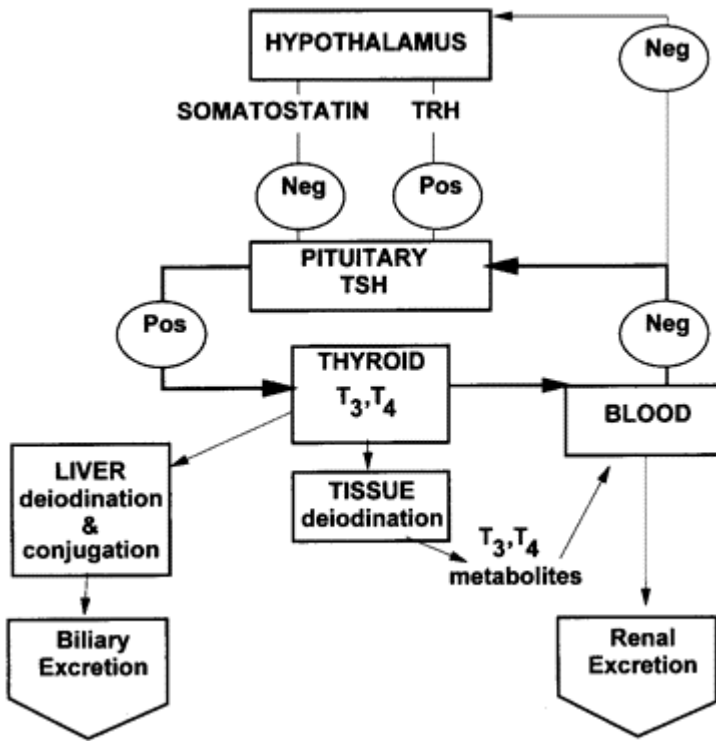 HYPOTHALAMUS
Neg
SOMATOSTATIN TRH
Neg
Pos
PITUITARY
TSH
Pos
Neg
THYROID
T3,T4
BLOOD
LIVER
deiodination
&
conjugation
TISSUE
deiodination
T3,T4
metabolites
Biliary
Excretion
Renal
Excretion